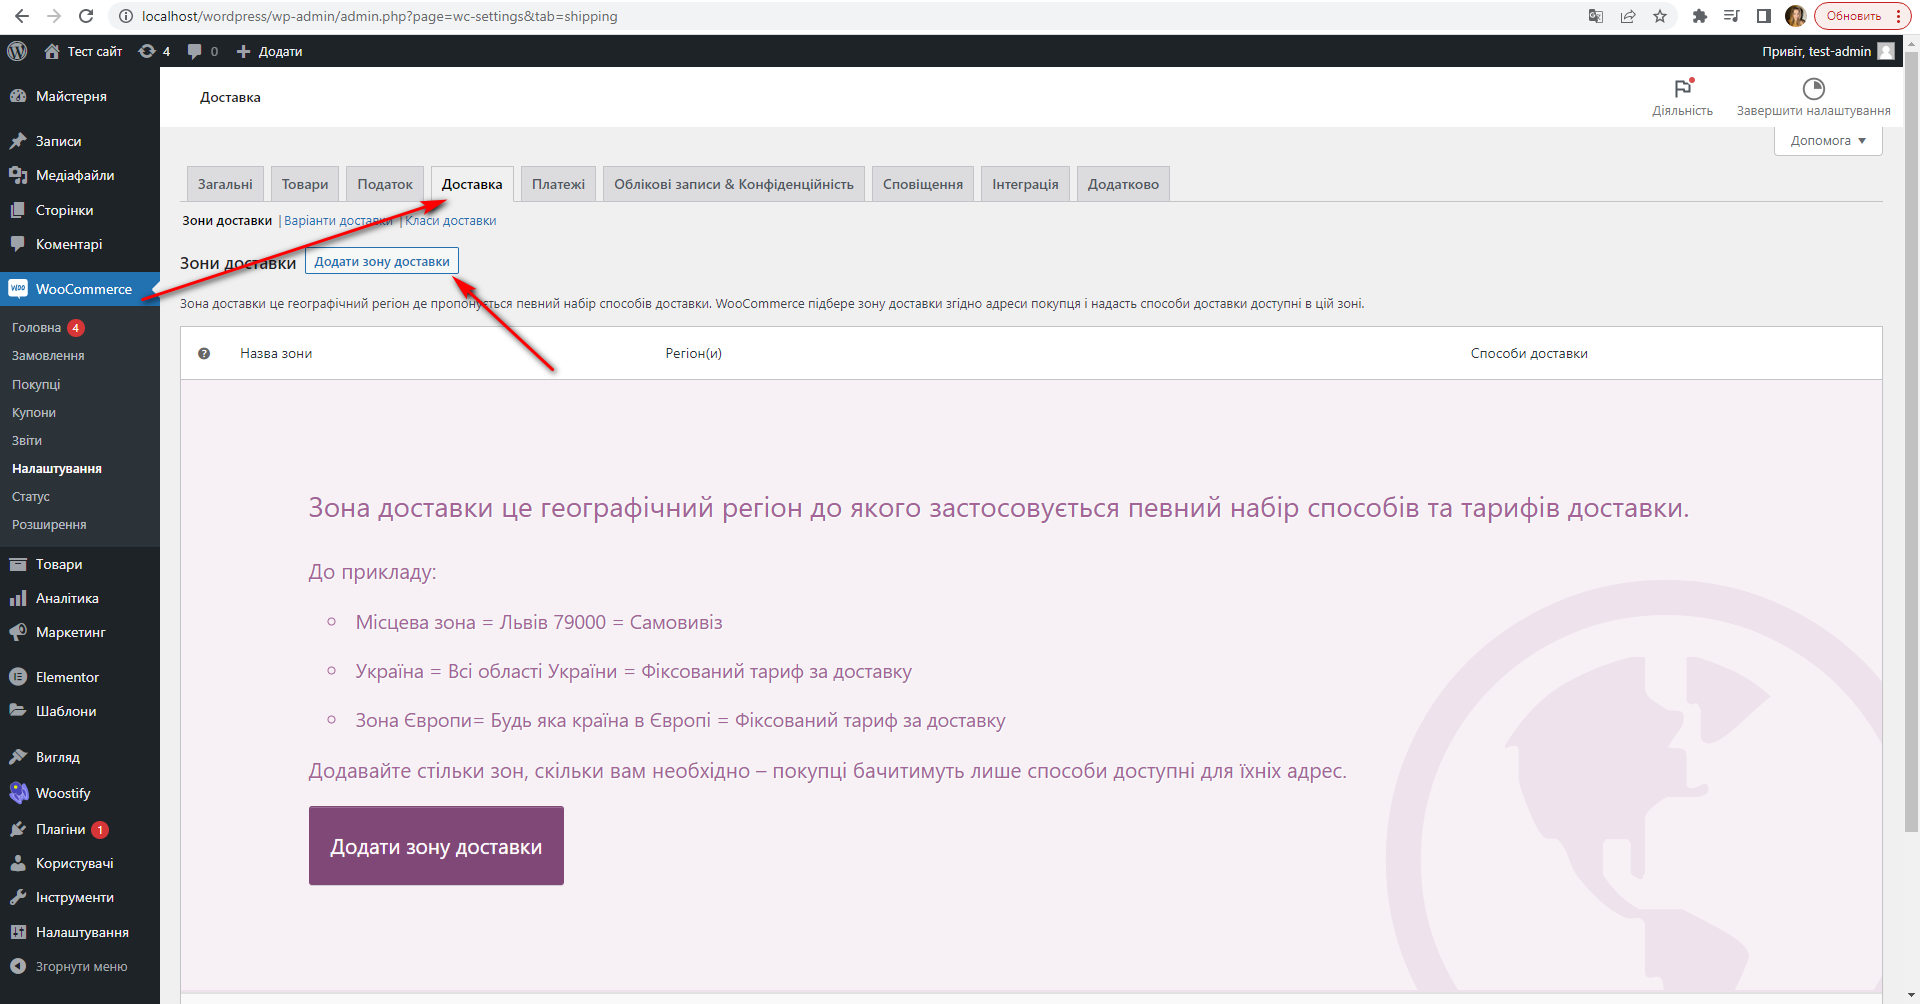 localhost/wordpress/wp-admin/admin.php?page=wc-settings&tab=shipping
Обновить
Тест сайт 4 0 Додати
Привіт, test-admin
Майстерня
Записи
Медіафайли
Сторінки
Коментарі
WooCommerce
Головна 4
Замовлення
Покупці
Купони
Звіти
Налаштування
Статус
Розширення
Товари
Аналітика
Маркетинг
Elementor
Шаблони
Вигляд
Woostify
Плагіни 1
Користувачі
Інструменти
Налаштування
Згорнути меню
Доставка
Діяльність
Завершити налаштування
Допомога
Загальні Товари Податок Доставка Платежі Облікові записи & Конфіденційність Сповіщення Інтеграція Додатково
Зони доставки | Варіанти доставки | Класи доставки
Зони доставки Додати зону доставки
Зона доставки це географічний регіон де пропонується певний набір способів доставки. WooCommerce підбере зону доставки згідно адреси покупця і надасть способи доставки доступні в цій зоні.
? Назва зони Регіон(и) Способи доставки
Зона доставки це географічний регіон до якого застосовується певний набір способів та тарифів доставки.
До прикладу:
Місцева зона = Львів 79000 = Самовивіз
Україна = Всі області України = Фіксований тариф за доставку
Зона Європи= Будь яка країна в Європі = Фіксований тариф за доставку
Додавайте стільки зон, скільки вам необхідно – покупці бачитимуть лише способи доступні для їхніх адрес.
Додати зону доставки